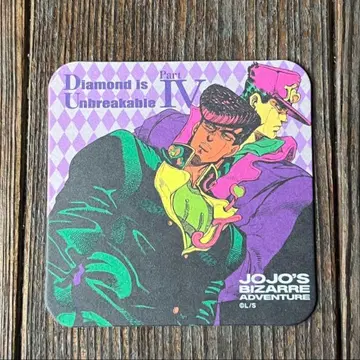 Part
Diamond is
Unbreakable
IV
JOJO'S
BIZARRE
ADVENTURE
©L/S